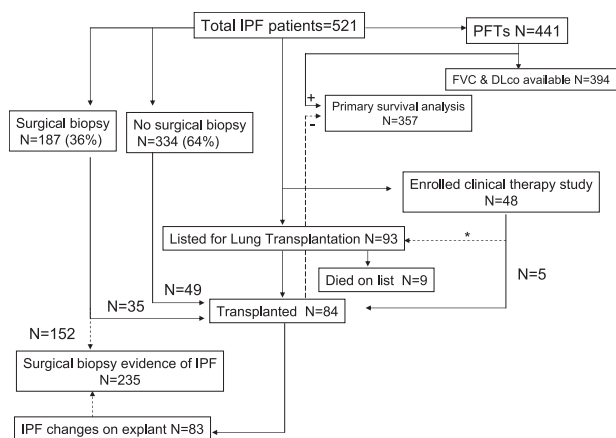 Total IPF patients=521
PFTs N=441
FVC & DLco available N=394
+
Primary survival analysis
N=357
-
Surgical biopsy
N=187 (36%)
No surgical biopsy
N=334 (64%)
Enrolled clinical therapy study
N=48
*
Listed for Lung Transplantation N=93
Died on list N=9
N=5
N=49
N=35
Transplanted N=84
N=152
Surgical biopsy evidence of IPF
N=235
IPF changes on explant N=83